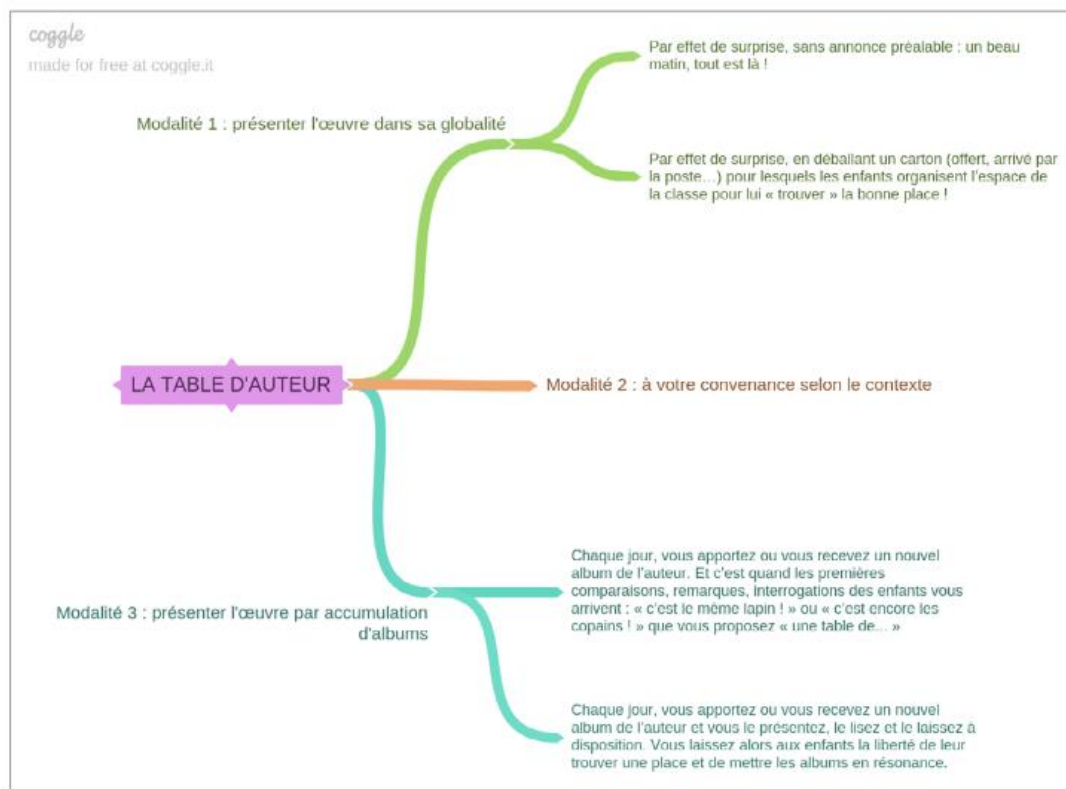 coggle
made for free at coggle.it
Par effet de surprise, sans annonce préalable : un beau
matin, tout est là !
Modalité 1 : présenter l'œuvre dans sa globalité
Par effet de surprise, en déballant un carton (offert, arrivé par
la poste...) pour lesquels les enfants organisent l'espace de
la classe pour lui « trouver » la bonne place !
LA TABLE D'AUTEUR
Modalité 2 : à votre convenance selon le contexte
Chaque jour, vous apportez ou vous recevez un nouvel
album de l'auteur. Et c'est quand les premières
comparaisons, remarques, interrogations des enfants vous
arrivent : « c'est le même lapin ! » ou « c'est encore les
copains ! » que vous proposez « une table de... »
Modalité 3 : présenter l'œuvre par accumulation
d'albums
Chaque jour, vous apportez ou vous recevez un nouvel
album de l'auteur et vous le présentez, le lisez et le laissez à
disposition. Vous laissez alors aux enfants la liberté de leur
trouver une place et de mettre les albums en résonance.